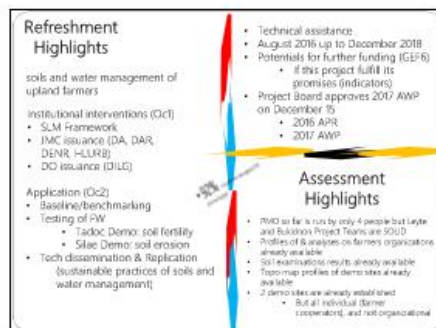 Refreshment
Highlights
soils and water management of
upland farmers
Institutional interventions (Oc1)
• SLM Framework
• JMC issuance (DA, DAR,
DENR, HLURB)
• DO issuance (DILG)
Application (Oc2)
• Baseline/benchmarking
• Testing of FW
• Tadoc Demo: soil fertility
• Silae Demo: soil erosion
• Tech dissemination & Replication
(sustainable practices of soils and
water management)
• Technical assistance
• August 2016 up to December 2018
• Potentials for further funding (GEF6)
• If this project fulfill its
promises (indicators)
• Project Board approves 2017 AWP
on December 15
• 2016 APR
• 2017 AWP
Assessment
Highlights
• PMO so far is run by only 4 people but Leyte
and Bukidnon Project Teams are SOLID
• Profiles of & analyses on farmers organizations
already available
• Soil examinations results already available
• Topo map profiles of demo sites already
available
• 2 demo sites are already established
• But all individual (farmer
cooperators), and not organizational